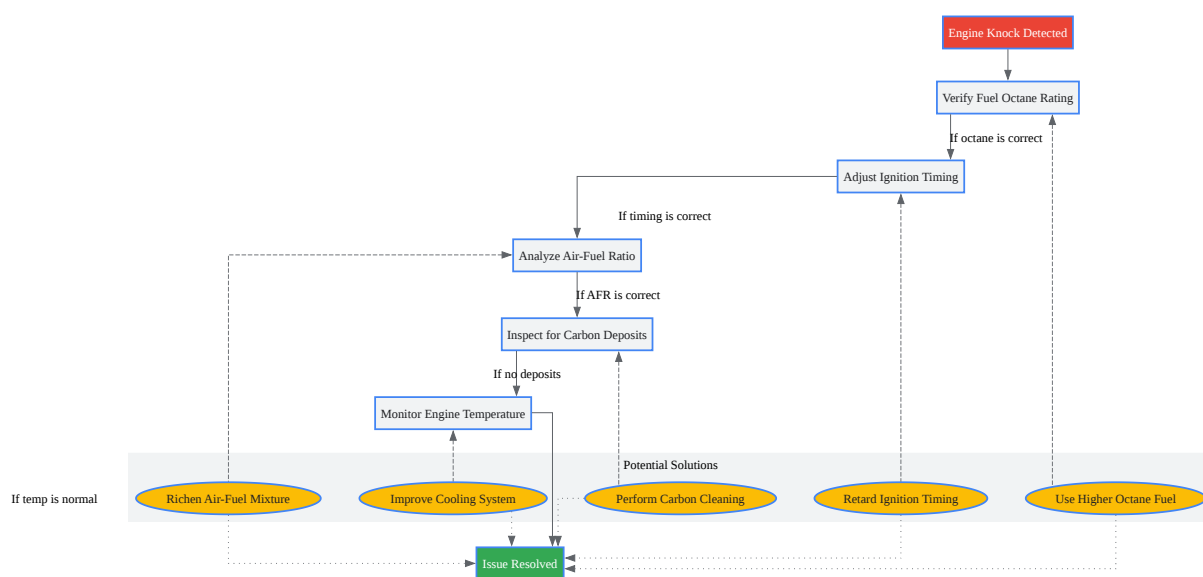 Engine Knock Detected
Verify Fuel Octane Rating
If octane is correct
Adjust Ignition Timing
If timing is correct
Analyze Air-Fuel Ratio
If AFR is correct
Inspect for Carbon Deposits
If no deposits
Monitor Engine Temperature
Potential Solutions
If temp is normal
Richen Air-Fuel Mixture
Improve Cooling System
Perform Carbon Cleaning
Retard Ignition Timing
Use Higher Octane Fuel
Issue Resolved